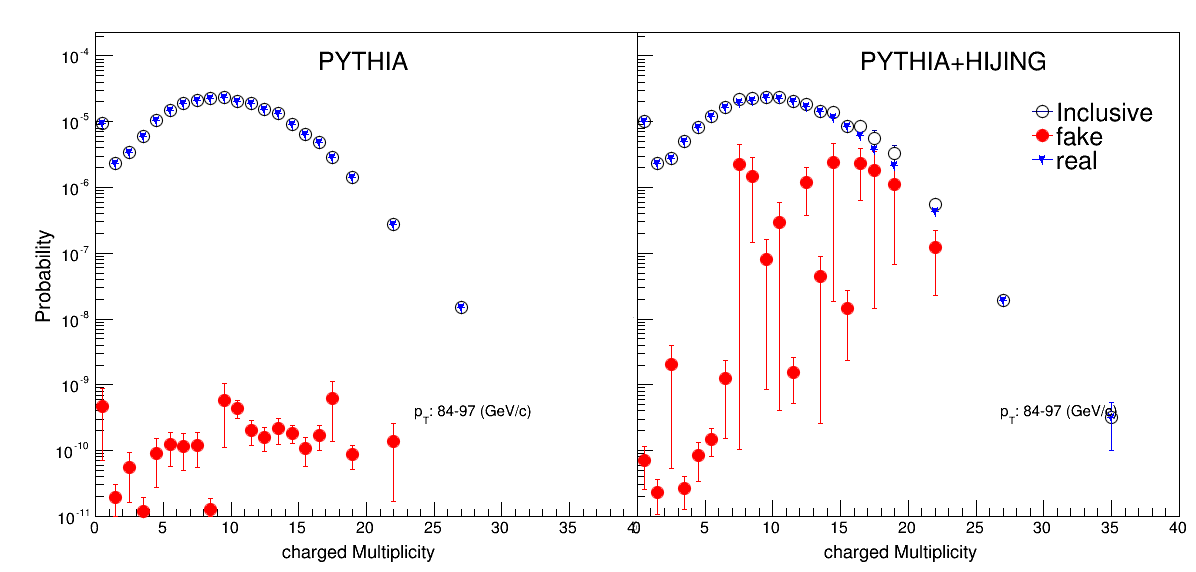 PYTHIA
PYTHIA+HIJING
Inclusive
fake
real
Probability
10⁻⁴
10⁻⁵
10⁻⁶
10⁻⁷
10⁻⁸
10⁻⁹
10⁻¹⁰
10⁻¹¹
p_T: 84-97 (GeV/c)
p_T: 84-97 (GeV/c)
0 5 10 15 20 25 30 35 40
5 10 15 20 25 30 35 40
charged Multiplicity
charged Multiplicity